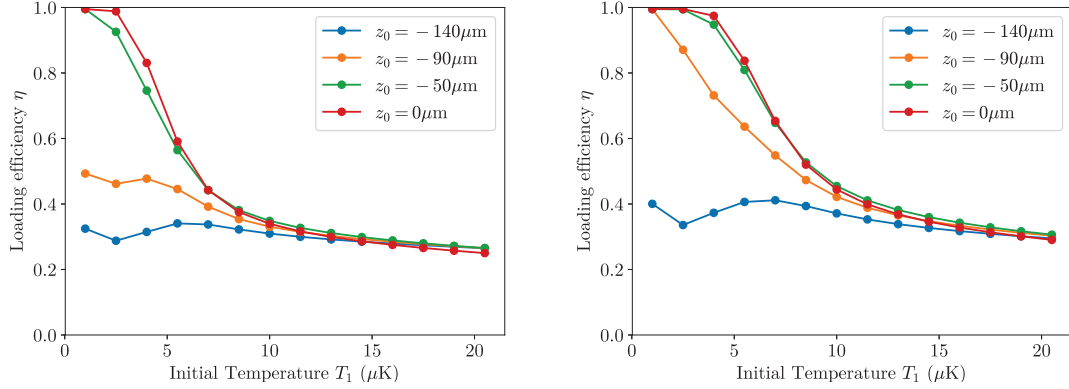 Loading efficiency η
1.0
0.8
0.6
0.4
0.2
0.0
0
5
10
15
20
Initial Temperature T₁ (μK)
z₀ = −140μm
z₀ = −90μm
z₀ = −50μm
z₀ = 0μm
Loading efficiency η
1.0
0.8
0.6
0.4
0.2
0.0
0
5
10
15
20
Initial Temperature T₁ (μK)
z₀ = −140μm
z₀ = −90μm
z₀ = −50μm
z₀ = 0μm